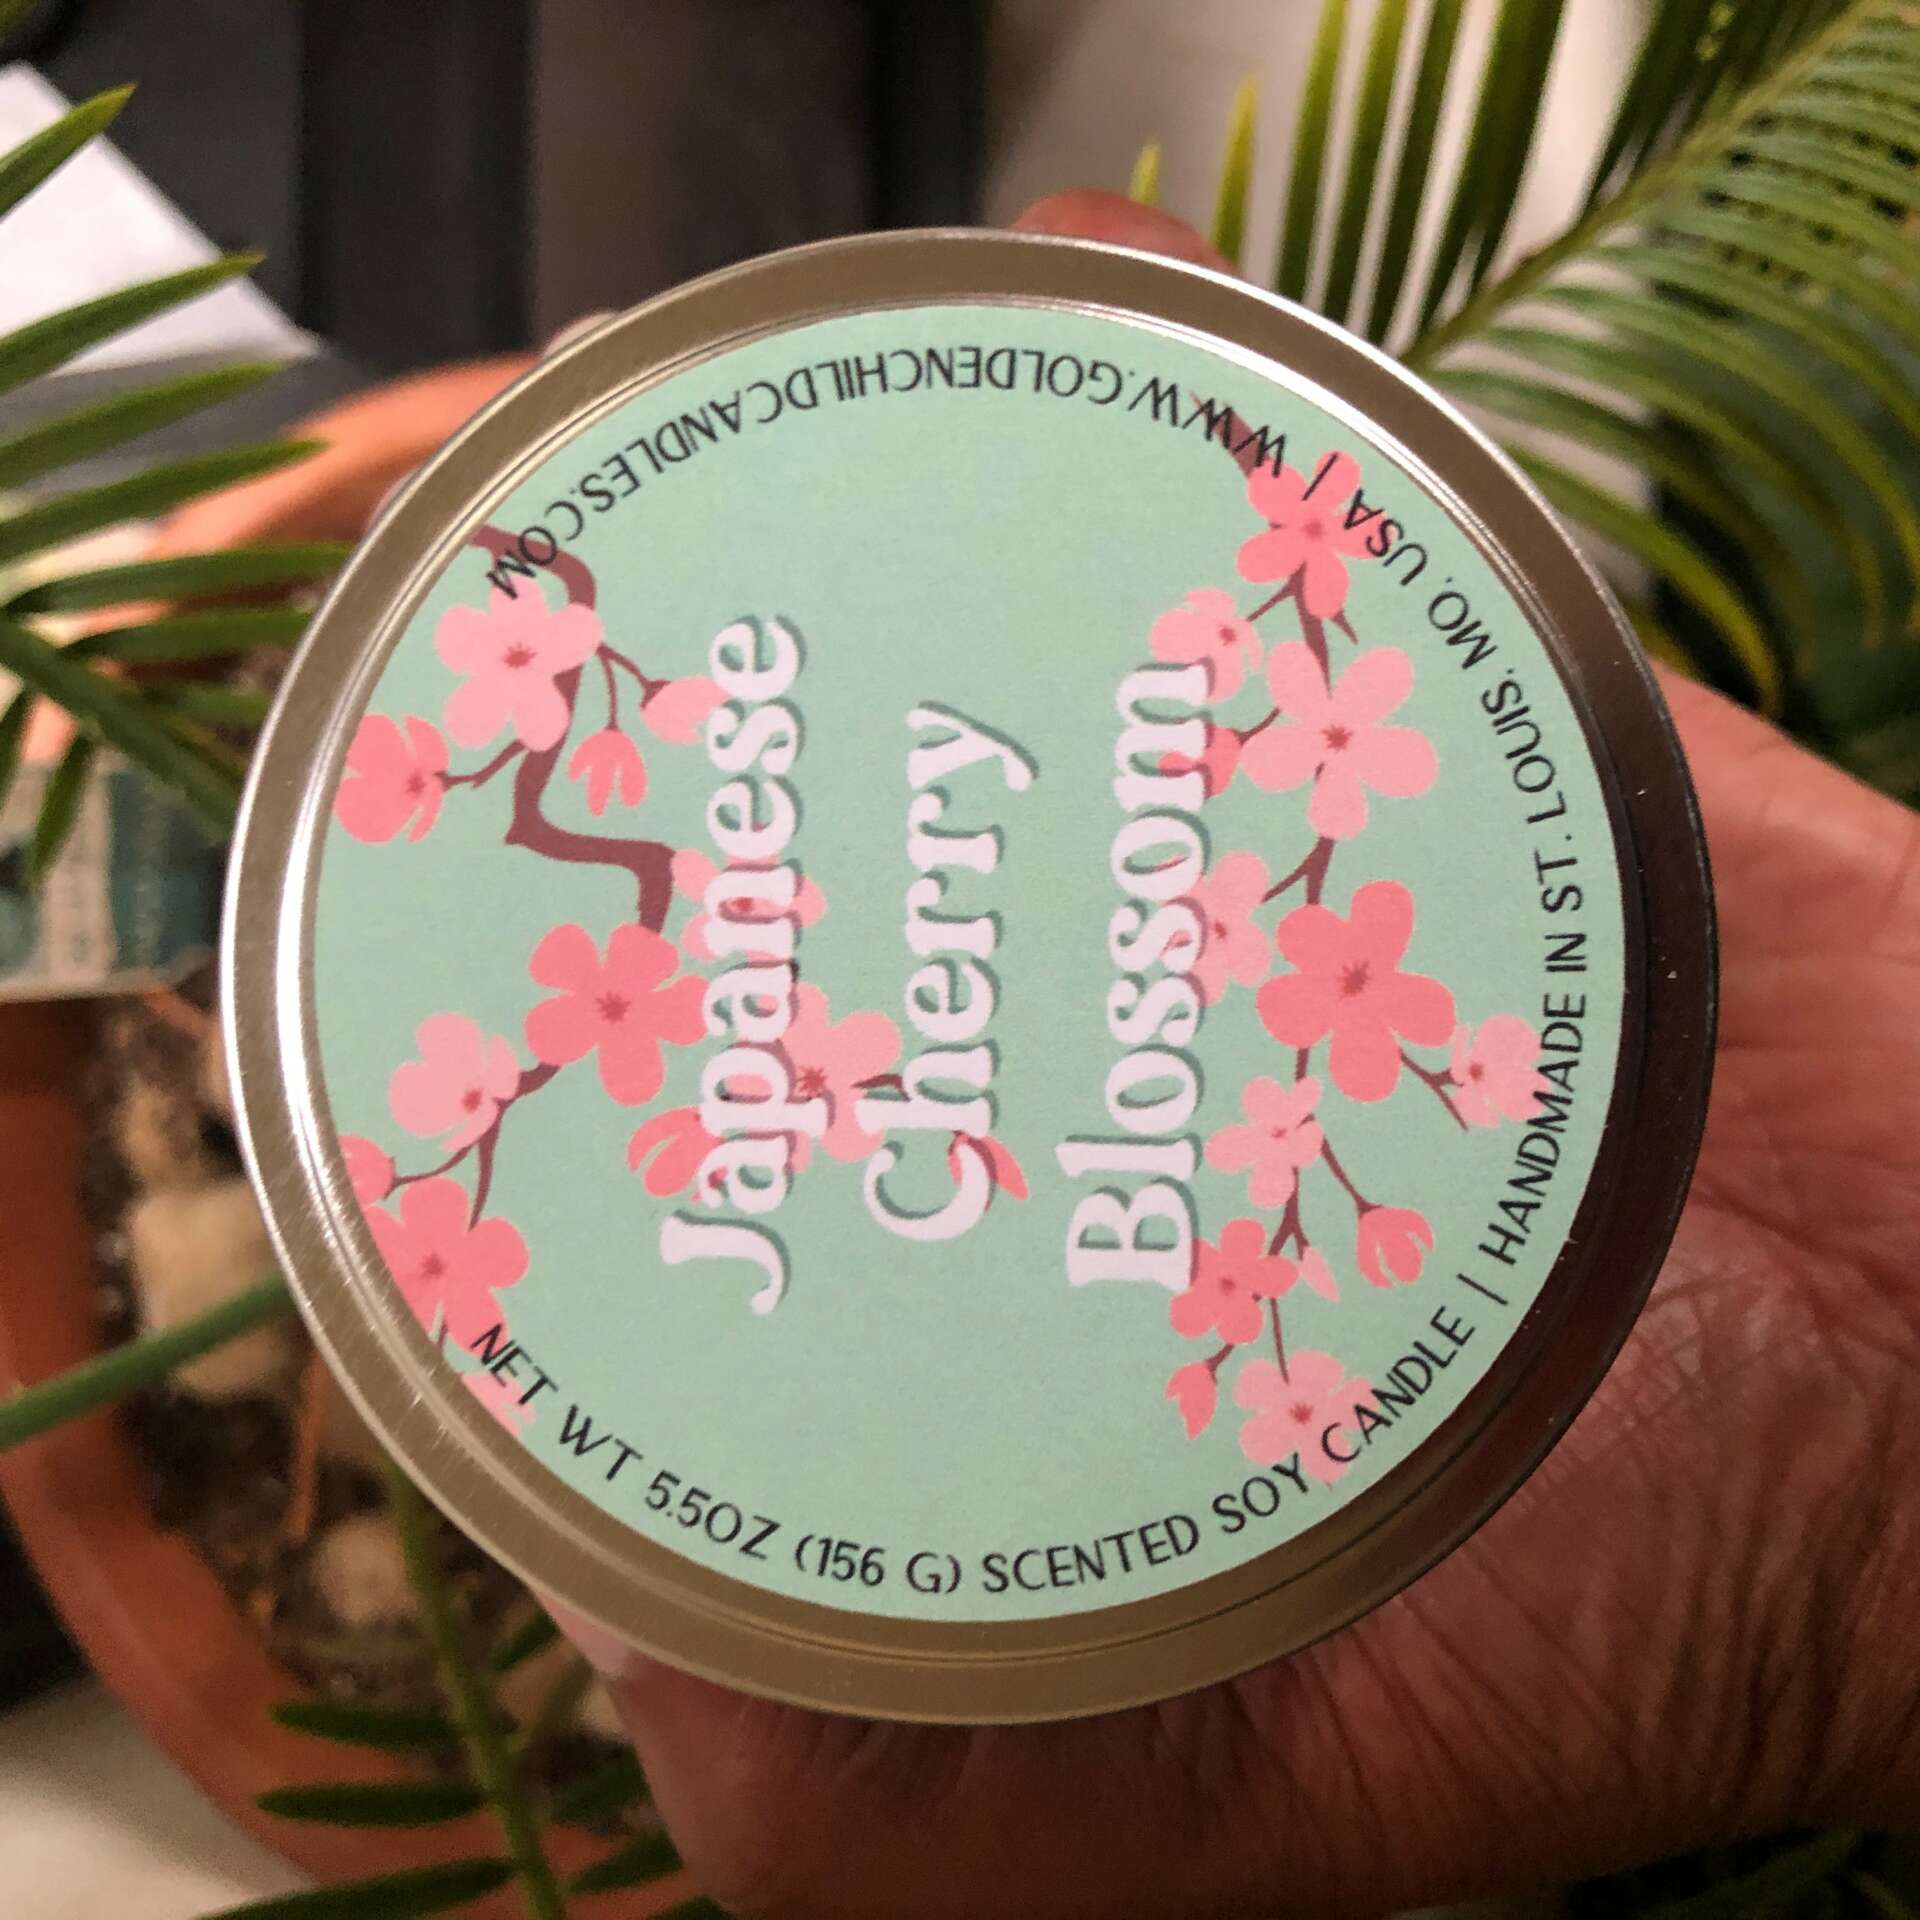 Japanese
Cherry
Blossom
NET WT 5.5OZ (156 G) SCENTED SOY CANDLE | HANDMADE IN ST. LOUIS, MO, USA | WWW.GOLDENCHILDCANDLES.COM